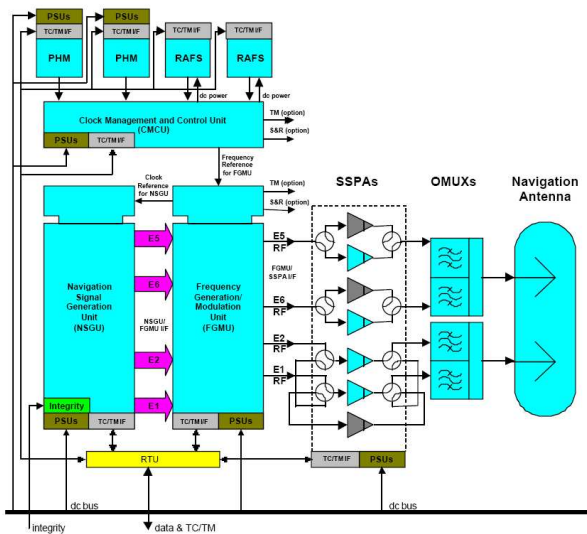 PSUs
PSUs
TC/TM I/F
TC/TM I/F
TC/TM I/F
TC/TM I/F
PHM
PHM
RAFS
RAFS
dc power
dc power
Clock Management and Control Unit
(CMCU)
TM (option)
S&R (option)
PSUs
TC/TM I/F
Clock
Reference
for NSGU
Frequency
Reference
for FGMU
TM (option)
S&R (option)
SSPAs
OMUXs
Navigation
Antenna
E5
E5
RF
FGMU/
SSPA I/F
E6
E6
RF
Navigation
Signal
Generation
Unit
(NSGU)
NSGU/
FGMU I/F
Frequency
Generation/
Modulation
Unit
(FGMU)
E2
E2
RF
E1
E1
RF
Integrity
PSUs
TC/TM IF
TC/TM IF
PSUs
RTU
TC/TM IF
PSUs
dc bus
dc bus
integrity
data & TC/TM